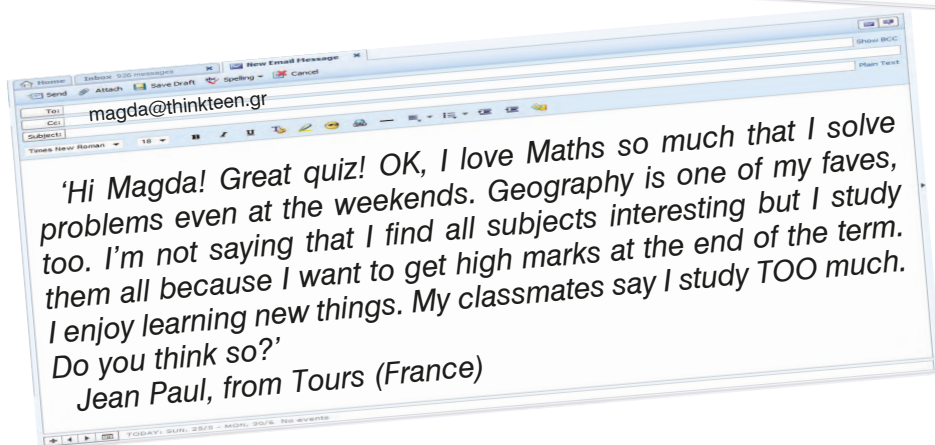 Home Inbox 926 messages New Email Message
Show BCC
Send Attach Save Draft Spelling Cancel
Plain Text
To: magda@thinkteen.gr
Cc:
Subject:
Times New Roman 18 B I U
‘Hi Magda! Great quiz! OK, I love Maths so much that I solve
problems even at the weekends. Geography is one of my faves,
too. I’m not saying that I find all subjects interesting but I study
them all because I want to get high marks at the end of the term.
I enjoy learning new things. My classmates say I study TOO much.
Do you think so?’
Jean Paul, from Tours (France)
TODAY: SUN, 25/5 - MON, No events